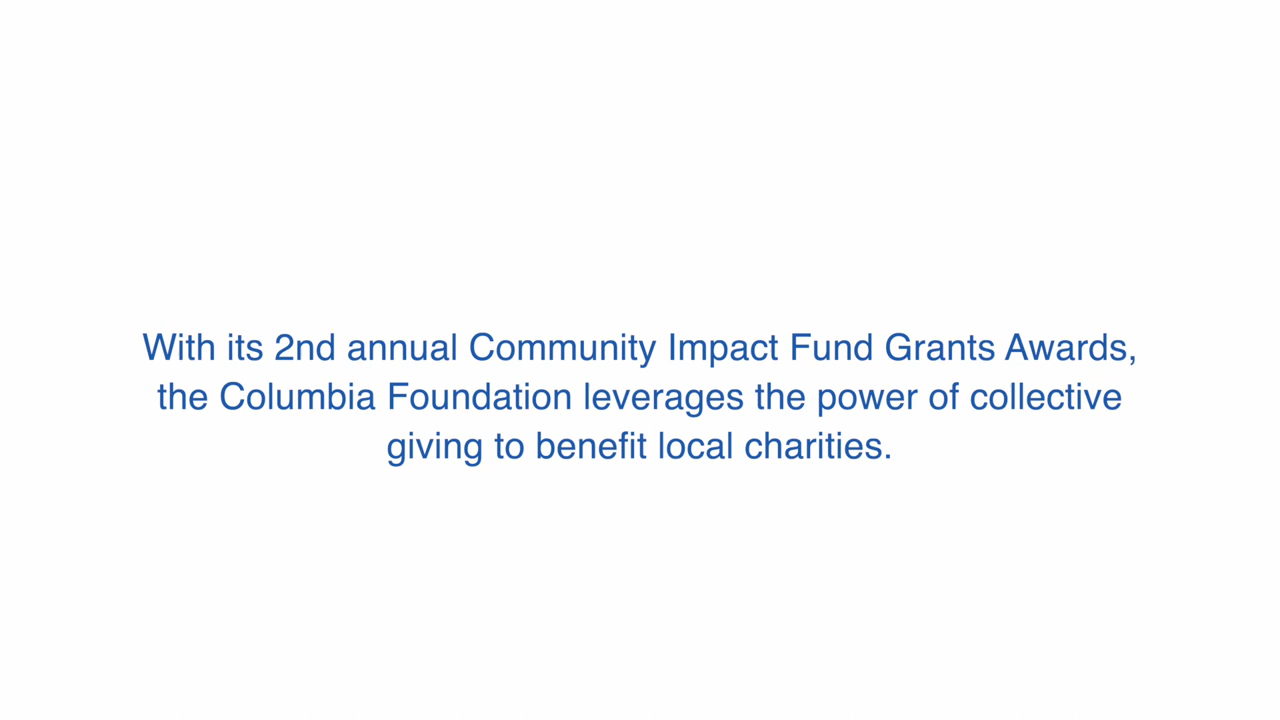 With its 2nd annual Community Impact Fund Grants Awards,
the Columbia Foundation leverages the power of collective
giving to benefit local charities.